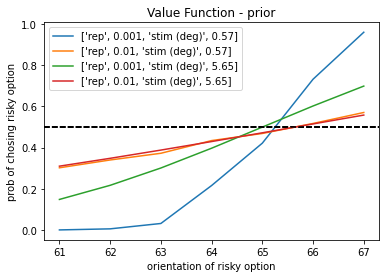 Value Function - prior
['rep', 0.001, 'stim (deg)', 0.57]
['rep', 0.01, 'stim (deg)', 0.57]
['rep', 0.001, 'stim (deg)', 5.65]
['rep', 0.01, 'stim (deg)', 5.65]
prob of chosing risky option
1.0
0.8
0.6
0.4
0.2
0.0
61 62 63 64 65 66 67
orientation of risky option